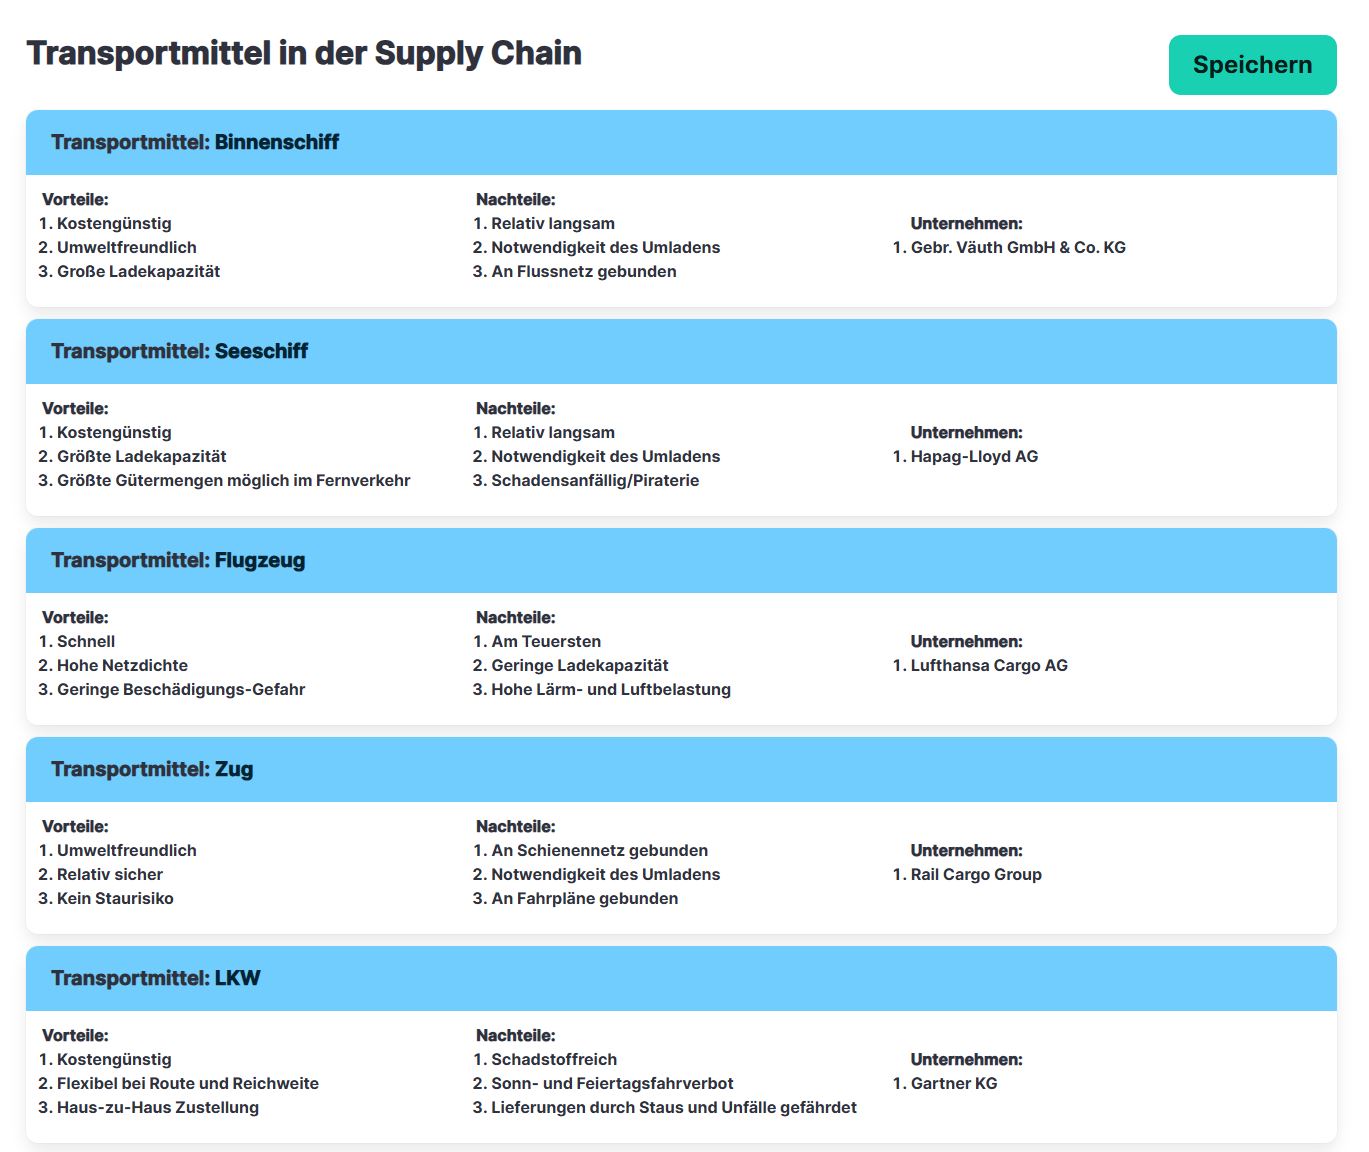 Transportmittel in der Supply Chain
Speichern
Transportmittel: Binnenschiff
Vorteile:
1. Kostengünstig
2. Umweltfreundlich
3. Große Ladekapazität
Nachteile:
1. Relativ langsam
2. Notwendigkeit des Umladens
3. An Flussnetz gebunden
Unternehmen:
1. Gebr. Väuth GmbH & Co. KG
Transportmittel: Seeschiff
Vorteile:
1. Kostengünstig
2. Größte Ladekapazität
3. Größte Gütermengen möglich im Fernverkehr
Nachteile:
1. Relativ langsam
2. Notwendigkeit des Umladens
3. Schadensanfällig/Piraterie
Unternehmen:
1. Hapag-Lloyd AG
Transportmittel: Flugzeug
Vorteile:
1. Schnell
2. Hohe Netzdichte
3. Geringe Beschädigungs-Gefahr
Nachteile:
1. Am Teuersten
2. Geringe Ladekapazität
3. Hohe Lärm- und Luftbelastung
Unternehmen:
1. Lufthansa Cargo AG
Transportmittel: Zug
Vorteile:
1. Umweltfreundlich
2. Relativ sicher
3. Kein Staurisiko
Nachteile:
1. An Schienennetz gebunden
2. Notwendigkeit des Umladens
3. An Fahrpläne gebunden
Unternehmen:
1. Rail Cargo Group
Transportmittel: LKW
Vorteile:
1. Kostengünstig
2. Flexibel bei Route und Reichweite
3. Haus-zu-Haus Zustellung
Nachteile:
1. Schadstoffreich
2. Sonn- und Feiertagsfahrverbot
3. Lieferungen durch Staus und Unfälle gefährdet
Unternehmen:
1. Gartner KG